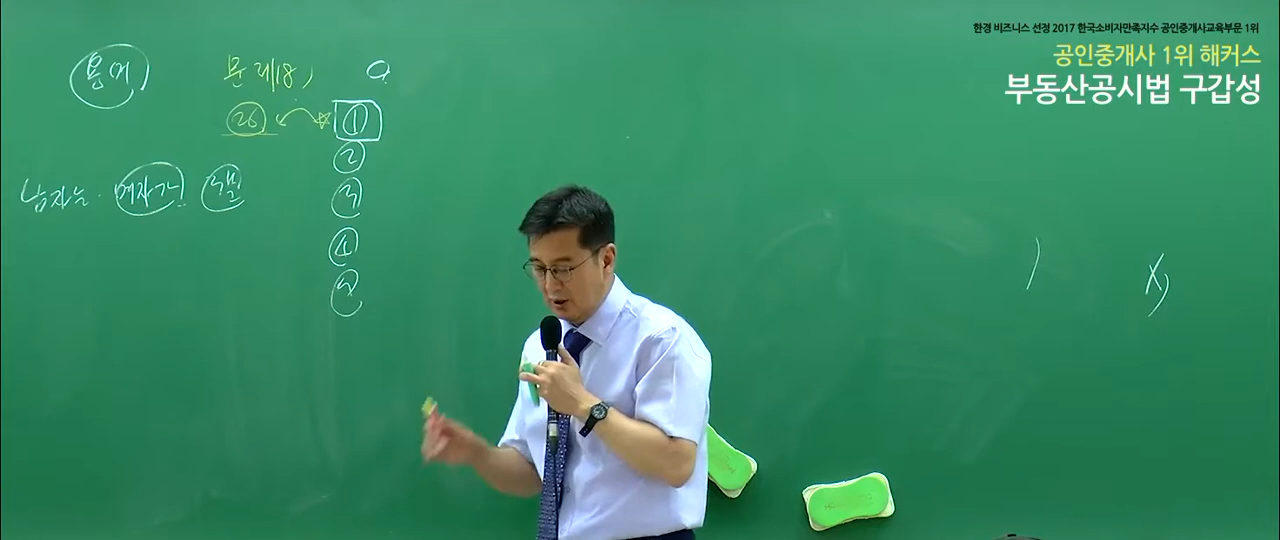 한경 비즈니스 선정 2017 한국소비자만족지수 공인중개사교육부문 1위
공인중개사 1위 해커스
부동산공시법 구갑성
용어
문제18)
26 ①
②
③
남자는 여자가
④
⑤